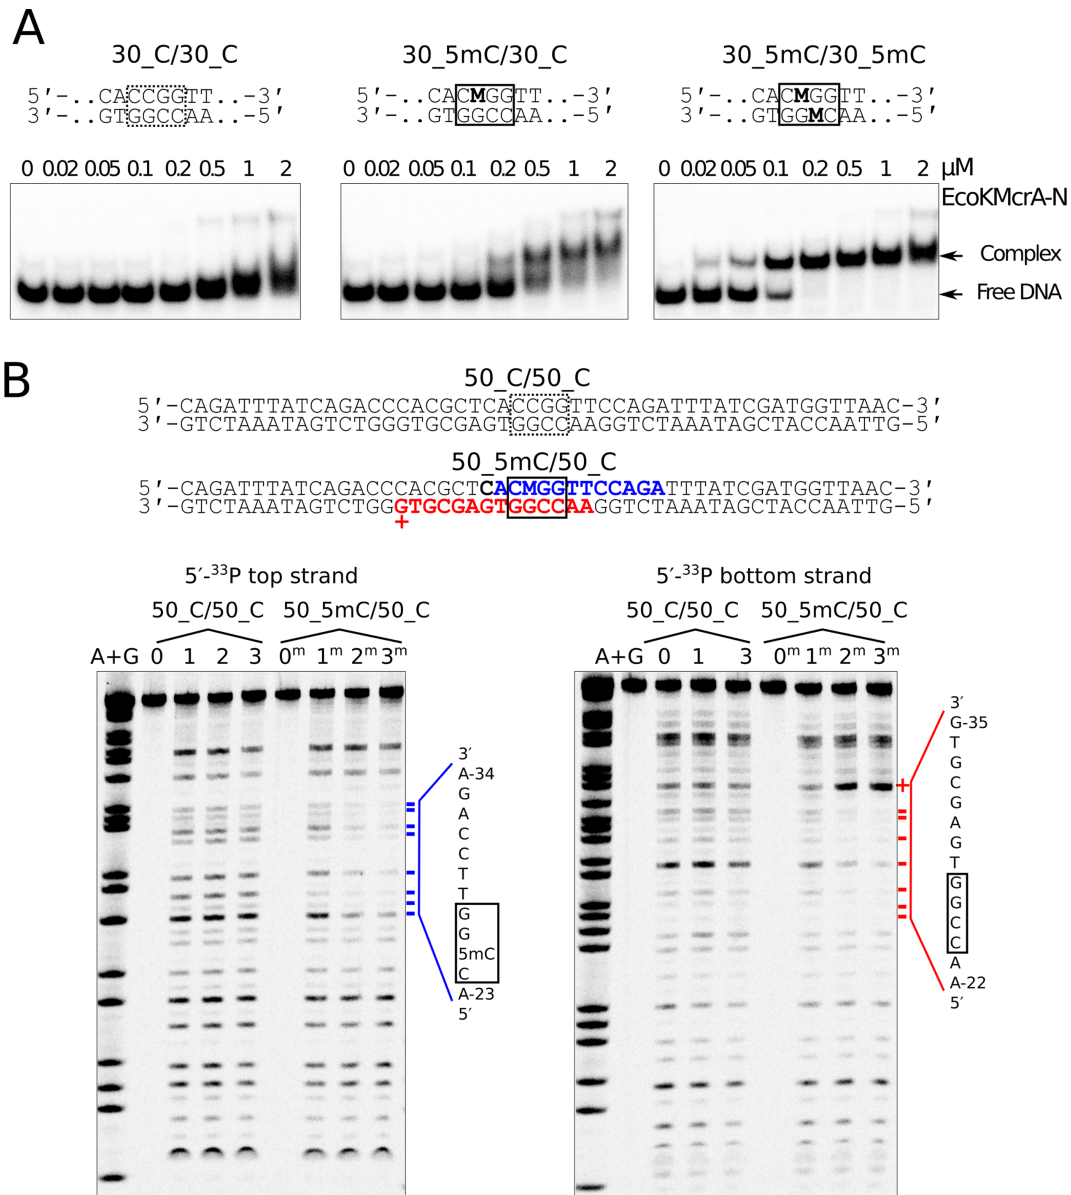 A
30_C/30_C 30_5mC/30_C 30_5mC/30_5mC
5′-..CACCGGTT..-3′ 5′-..CACMGGTT..-3′ 5′-..CACMGGTT..-3′
3′-..GTGGCCAA..-5′ 3′-..GTGGCCAA..-5′ 3′-..GTGGMCAA..-5′
0 0.02 0.05 0.1 0.2 0.5 1 2 0 0.02 0.05 0.1 0.2 0.5 1 2 0 0.02 0.05 0.1 0.2 0.5 1 2 μM
EcoKMcrA-N
Complex
Free DNA
B
50_C/50_C
5′-CAGATTTATCAGACCCACGCTCACCGGTTCCAGATTTATCGATGGTTAAC-3′
3′-GTCTAAATAGTCTGGGTGCGAGTGGCCAAGGTCTAAATAGCTACCAATTG-5′
50_5mC/50_C
5′-CAGATTTATCAGACCCACGCTCACMGGTTCCAGATTTATCGATGGTTAAC-3′
3′-GTCTAAATAGTCTGGGTGCGAGTGGCCAAGGTCTAAATAGCTACCAATTG-5′
+
5′-³³P top strand 5′-³³P bottom strand
50_C/50_C 50_5mC/50_C 50_C/50_C 50_5mC/50_C
A+G 0 1 2 3 0ᵐ 1ᵐ 2ᵐ 3ᵐ A+G 0 1 3 0ᵐ 1ᵐ 2ᵐ 3ᵐ
3′
A-34
G
A
C
C
T
T
G
G
5mC
C
A-23
5′
+
3′
G-35
T
G
C
G
A
G
T
G
G
C
C
A
A-22
5′